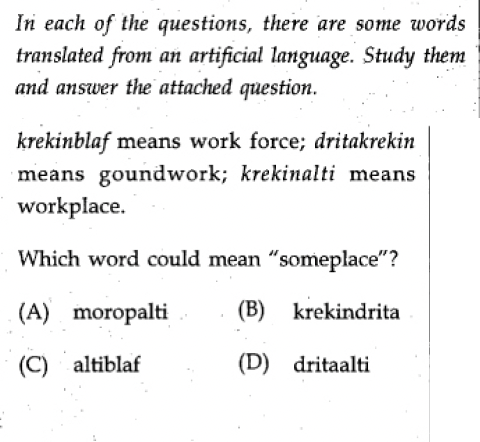 In each of the questions, there are some words
translated from an artificial language. Study them
and answer the attached question.
krekinblaf means work force; dritakrekin
means goundwork; krekinalti means
workplace.
Which word could mean "someplace"?
(A) moropalti (B) krekindrita
(C) altiblaf (D) dritaalti